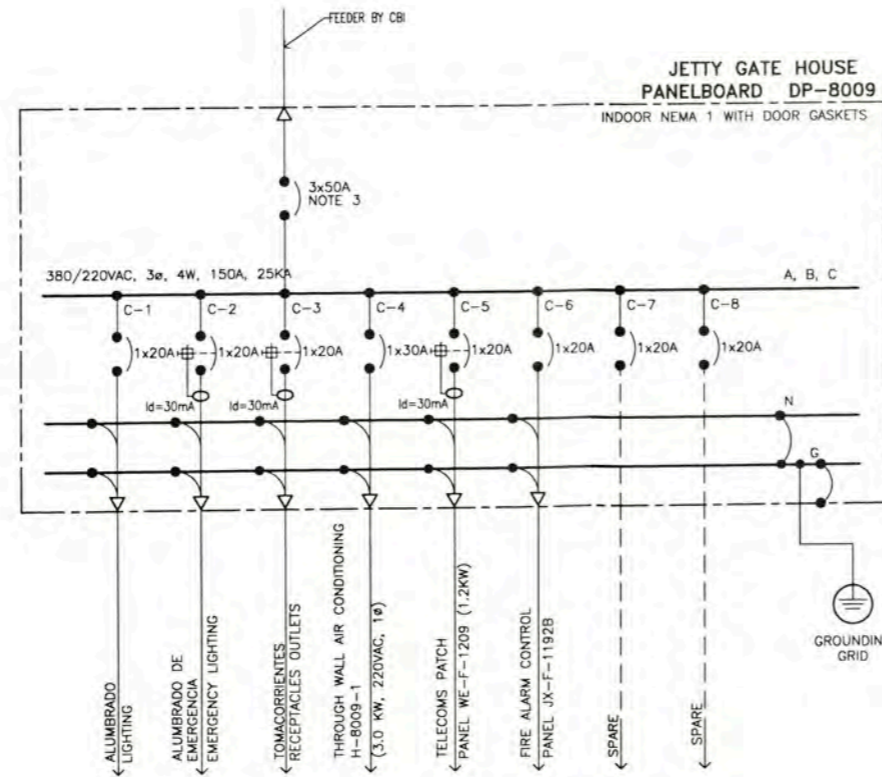 FEEDER BY CBI
JETTY GATE HOUSE
PANELBOARD DP-8009
INDOOR NEMA 1 WITH DOOR GASKETS
3x50A
NOTE 3
380/220VAC, 3ø, 4W, 150A, 25KA
A, B, C
C-1
C-2
C-3
C-4
C-5
C-6
C-7
C-8
1x20A
1x20A
1x20A
1x30A
1x20A
1x20A
1x20A
1x20A
Id=30mA
Id=30mA
Id=30mA
N
G
ALUMBRADO
LIGHTING
ALUMBRADO DE
EMERGENCIA
EMERGENCY LIGHTING
TOMACORRIENTES
RECEPTACLES OUTLETS
THROUGH WALL AIR CONDITIONING
H-8009-1
(3.0 KW, 220VAC, 1ø)
TELECOMS PATCH
PANEL WE-F-1209 (1.2KW)
FIRE ALARM CONTROL
PANEL JX-F-1192B
SPARE
SPARE
GROUNDIN
GRID